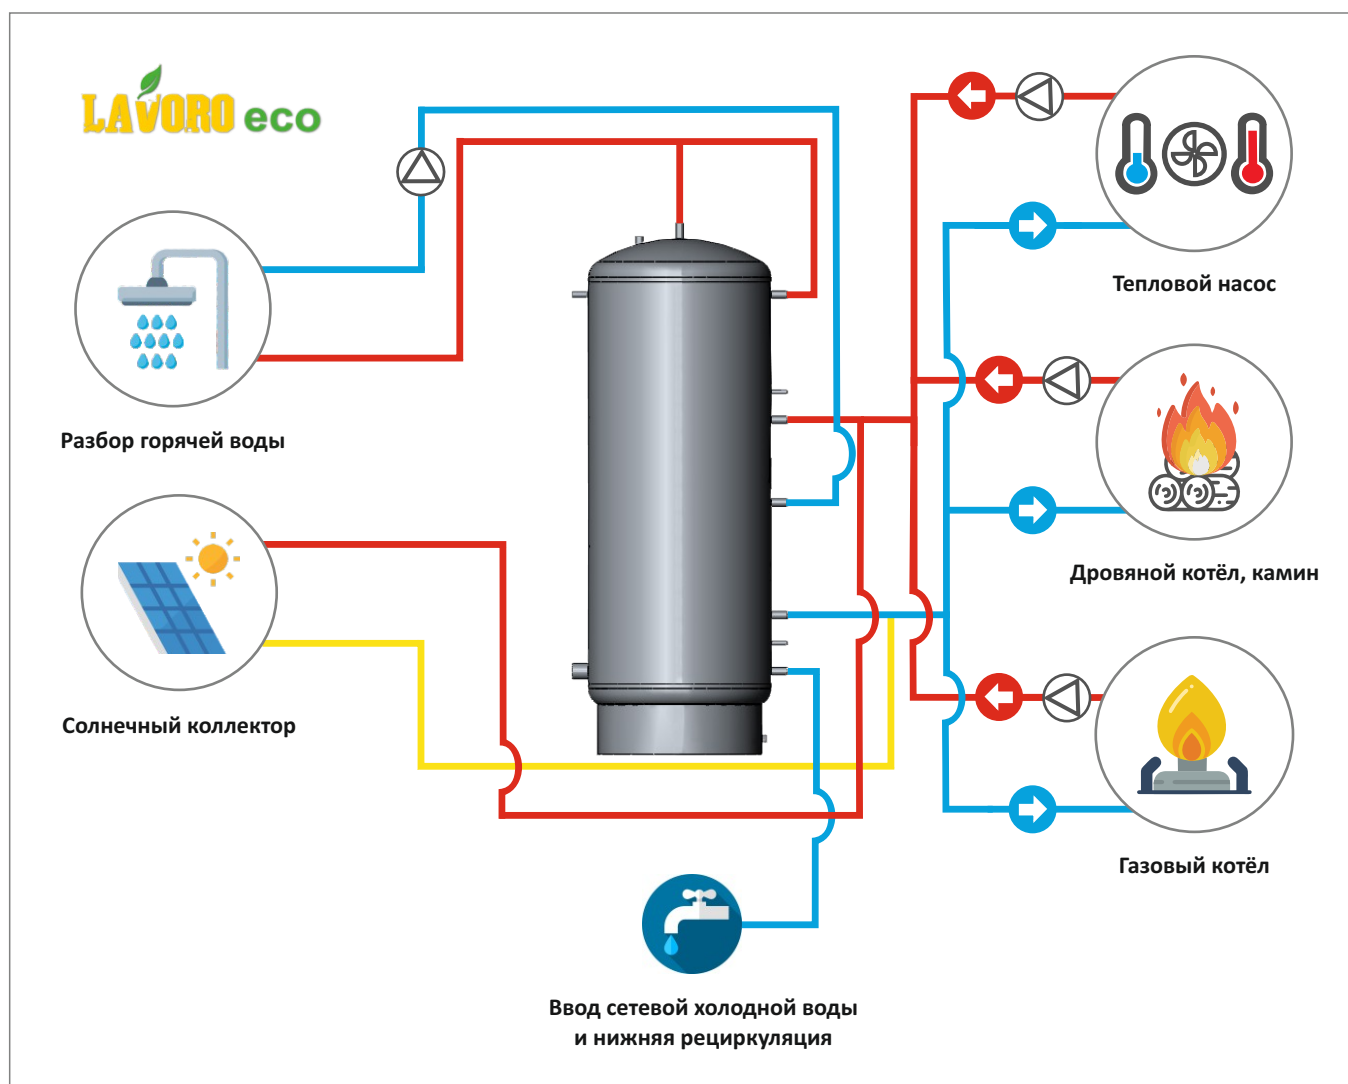 LAVORO eco
Тепловой насос
Разбор горячей воды
Дровяной котёл, камин
Солнечный коллектор
Газовый котёл
Ввод сетевой холодной воды
и нижняя рециркуляция